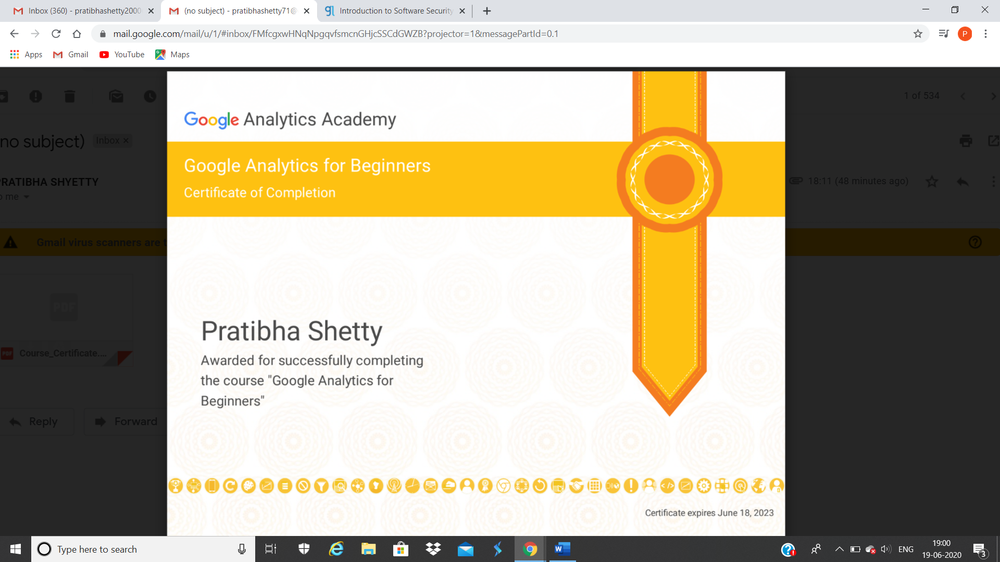 Inbox (360) - pratibhashetty2000
(no subject) - pratibhashetty71@
Introduction to Software Security
mail.google.com/mail/u/1/#inbox/FMfcgxwHNqNpgqvfsmcnGHjcSSCdGWZB?projector=1&messagePartId=0.1
P
Apps
Gmail
YouTube
Maps
1 of 534
no subject)
Inbox ×
PRATIBHA SHYETTY
18:11 (48 minutes ago)
o me
Gmail virus scanners are t
PDF
PDF Course_Certificate....
Reply
Forward
Google Analytics Academy
Google Analytics for Beginners
Certificate of Completion
Pratibha Shetty
Awarded for successfully completing
the course "Google Analytics for
Beginners"
Certificate expires June 18, 2023
Type here to search
ENG
19:00
19-06-2020
3